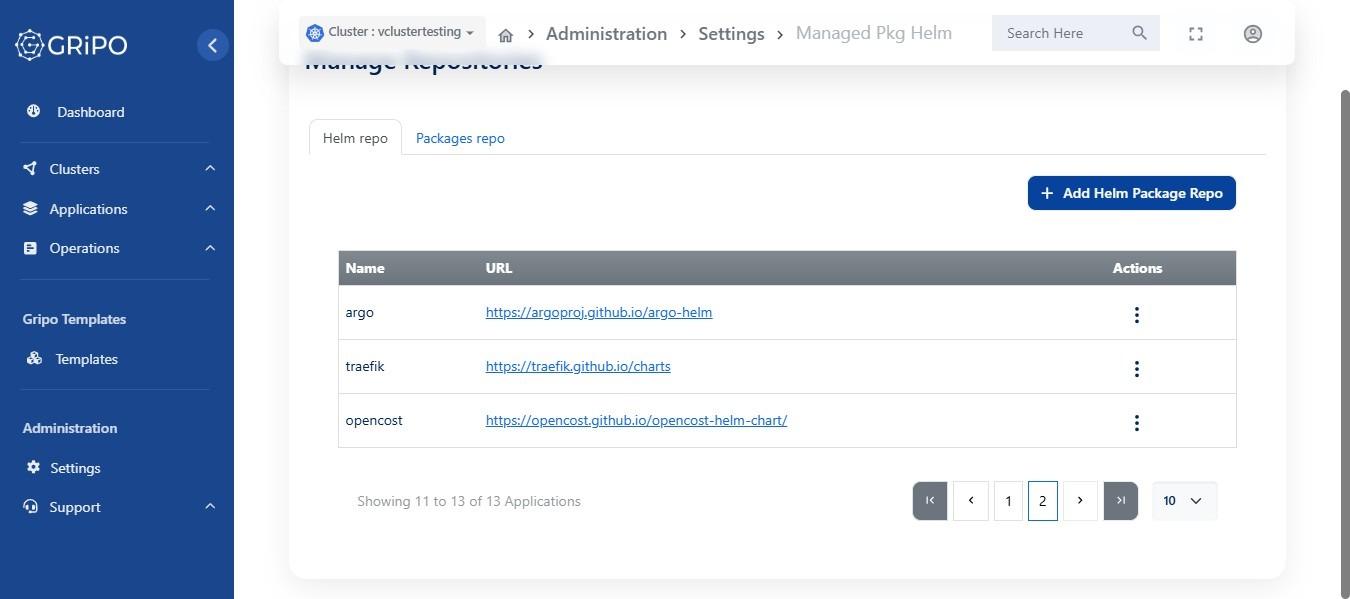 GRiPO
Cluster : vclustertesting
Administration
Settings
Managed Pkg Helm
Search Here
Manage Repositories
Dashboard
Clusters
Applications
Operations
Gripo Templates
Templates
Administration
Settings
Support
Helm repo
Packages repo
+ Add Helm Package Repo
Name URL Actions
argo https://argoproj.github.io/argo-helm
traefik https://traefik.github.io/charts
opencost https://opencost.github.io/opencost-helm-chart/
Showing 11 to 13 of 13 Applications
1 2
10